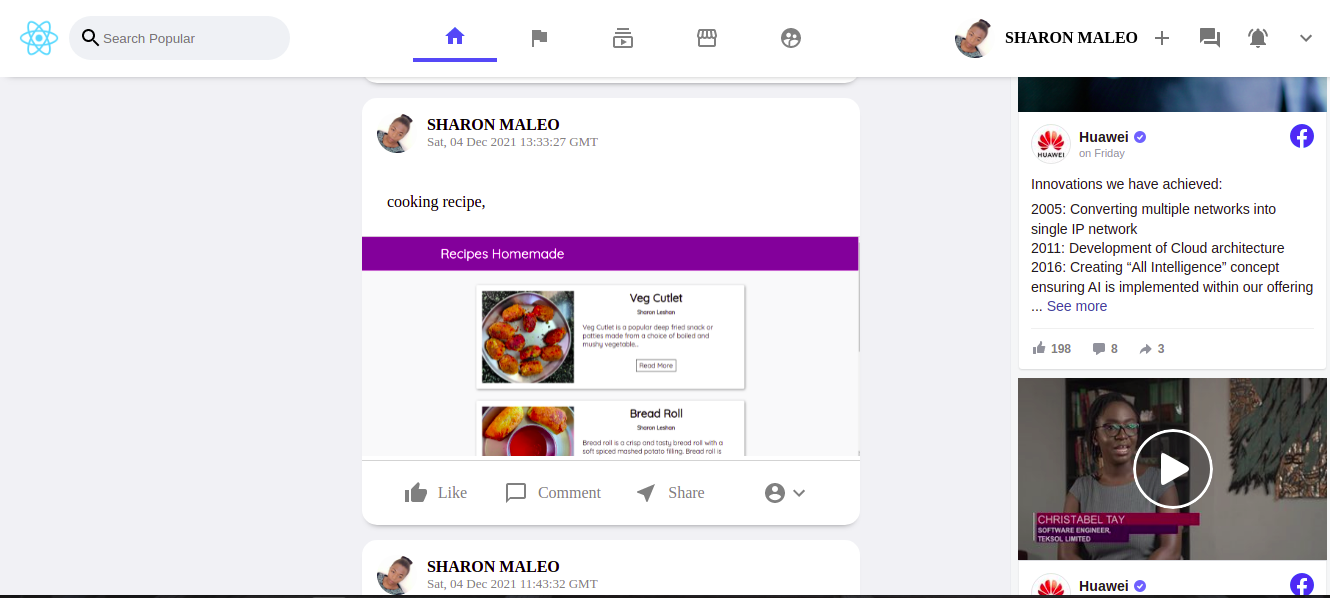 Search Popular
SHARON MALEO
SHARON MALEO
Sat, 04 Dec 2021 13:33:27 GMT
cooking recipe,
Recipes Homemade
Veg Cutlet
Sharon Leshan
Veg Cutlet is a popular deep fried snack or
patties made from a choice of boiled and
mushy vegetable...
Read More
Bread Roll
Sharon Leshan
Bread roll is a crisp and tasty bread roll with a
soft spiced mashed potato filling. Bread roll is
Like
Comment
Share
SHARON MALEO
Sat, 04 Dec 2021 11:43:32 GMT
HUAWEI
Huawei
on Friday
Innovations we have achieved:
2005: Converting multiple networks into
single IP network
2011: Development of Cloud architecture
2016: Creating “All Intelligence” concept
ensuring AI is implemented within our offering
... See more
198
8
3
CHRISTABEL TAY
SOFTWARE ENGINEER,
TEKSOL LIMITED
Huawei